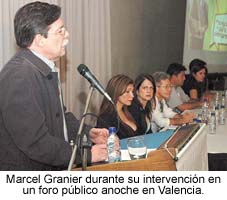 Marcel Granier durante su intervención en
un foro público anoche en Valencia.